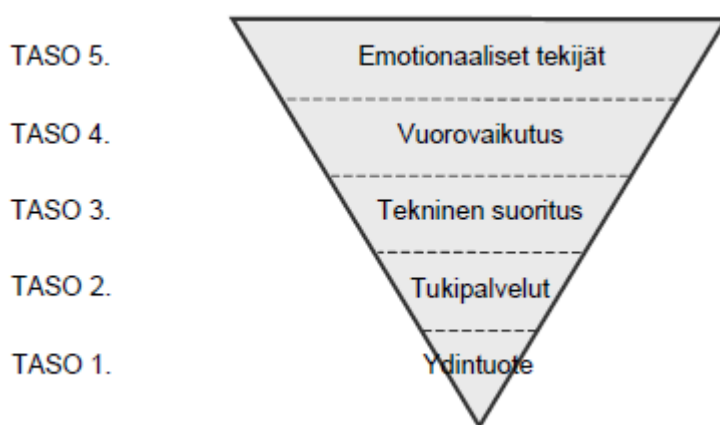 TASO 5. Emotionaaliset tekijät
TASO 4. Vuorovaikutus
TASO 3. Tekninen suoritus
TASO 2. Tukipalvelut
TASO 1. Ydintuote